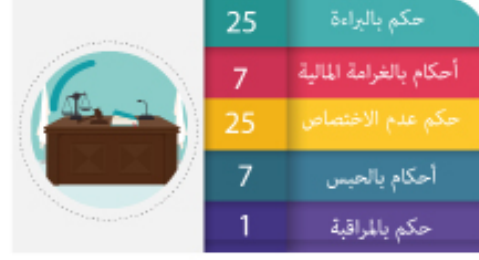 حكم بالبراءة 25
أحكام بالغرامة المالية 7
حكم عدم الاختصاص 25
أحكام بالحبس 7
حكم بالمراقبة 1